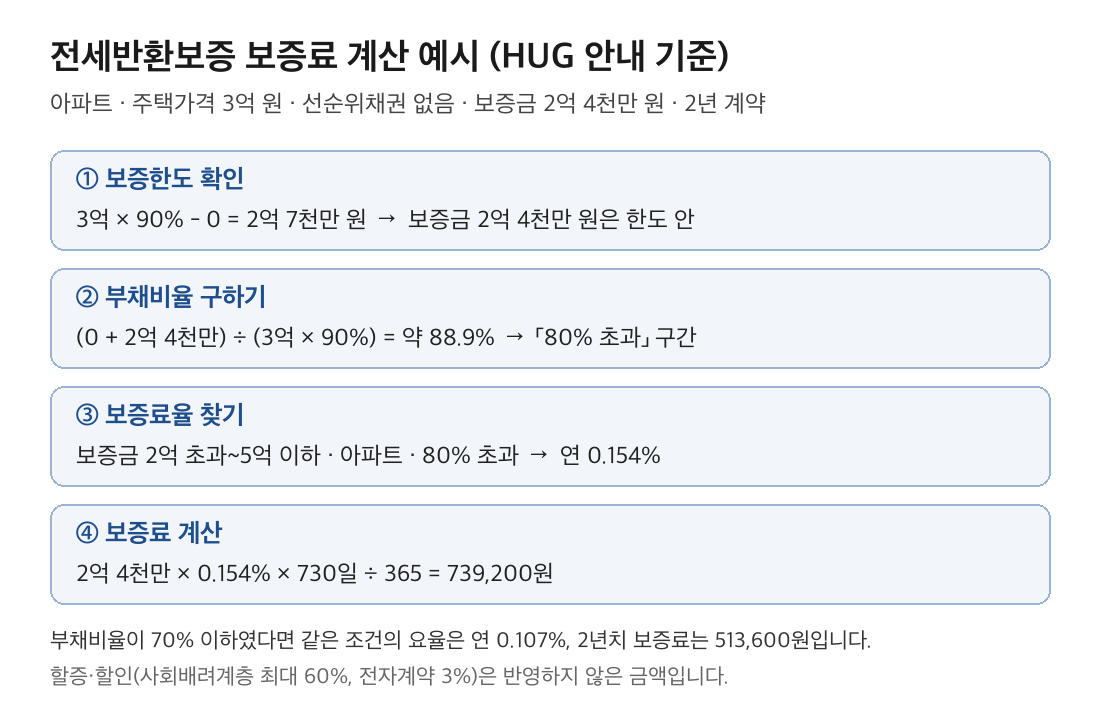 전세반환보증 보증료 계산 예시 (HUG 안내 기준)
아파트 · 주택가격 3억 원 · 선순위채권 없음 · 보증금 2억 4천만 원 · 2년 계약
① 보증한도 확인
3억 × 90% − 0 = 2억 7천만 원 → 보증금 2억 4천만 원은 한도 안
② 부채비율 구하기
(0 + 2억 4천만) ÷ (3억 × 90%) = 약 88.9% → 「80% 초과」 구간
③ 보증료율 찾기
보증금 2억 초과~5억 이하 · 아파트 · 80% 초과 → 연 0.154%
④ 보증료 계산
2억 4천만 × 0.154% × 730일 ÷ 365 = 739,200원
부채비율이 70% 이하였다면 같은 조건의 요율은 연 0.107%, 2년치 보증료는 513,600원입니다.
할증·할인(사회배려계층 최대 60%, 전자계약 3%)은 반영하지 않은 금액입니다.